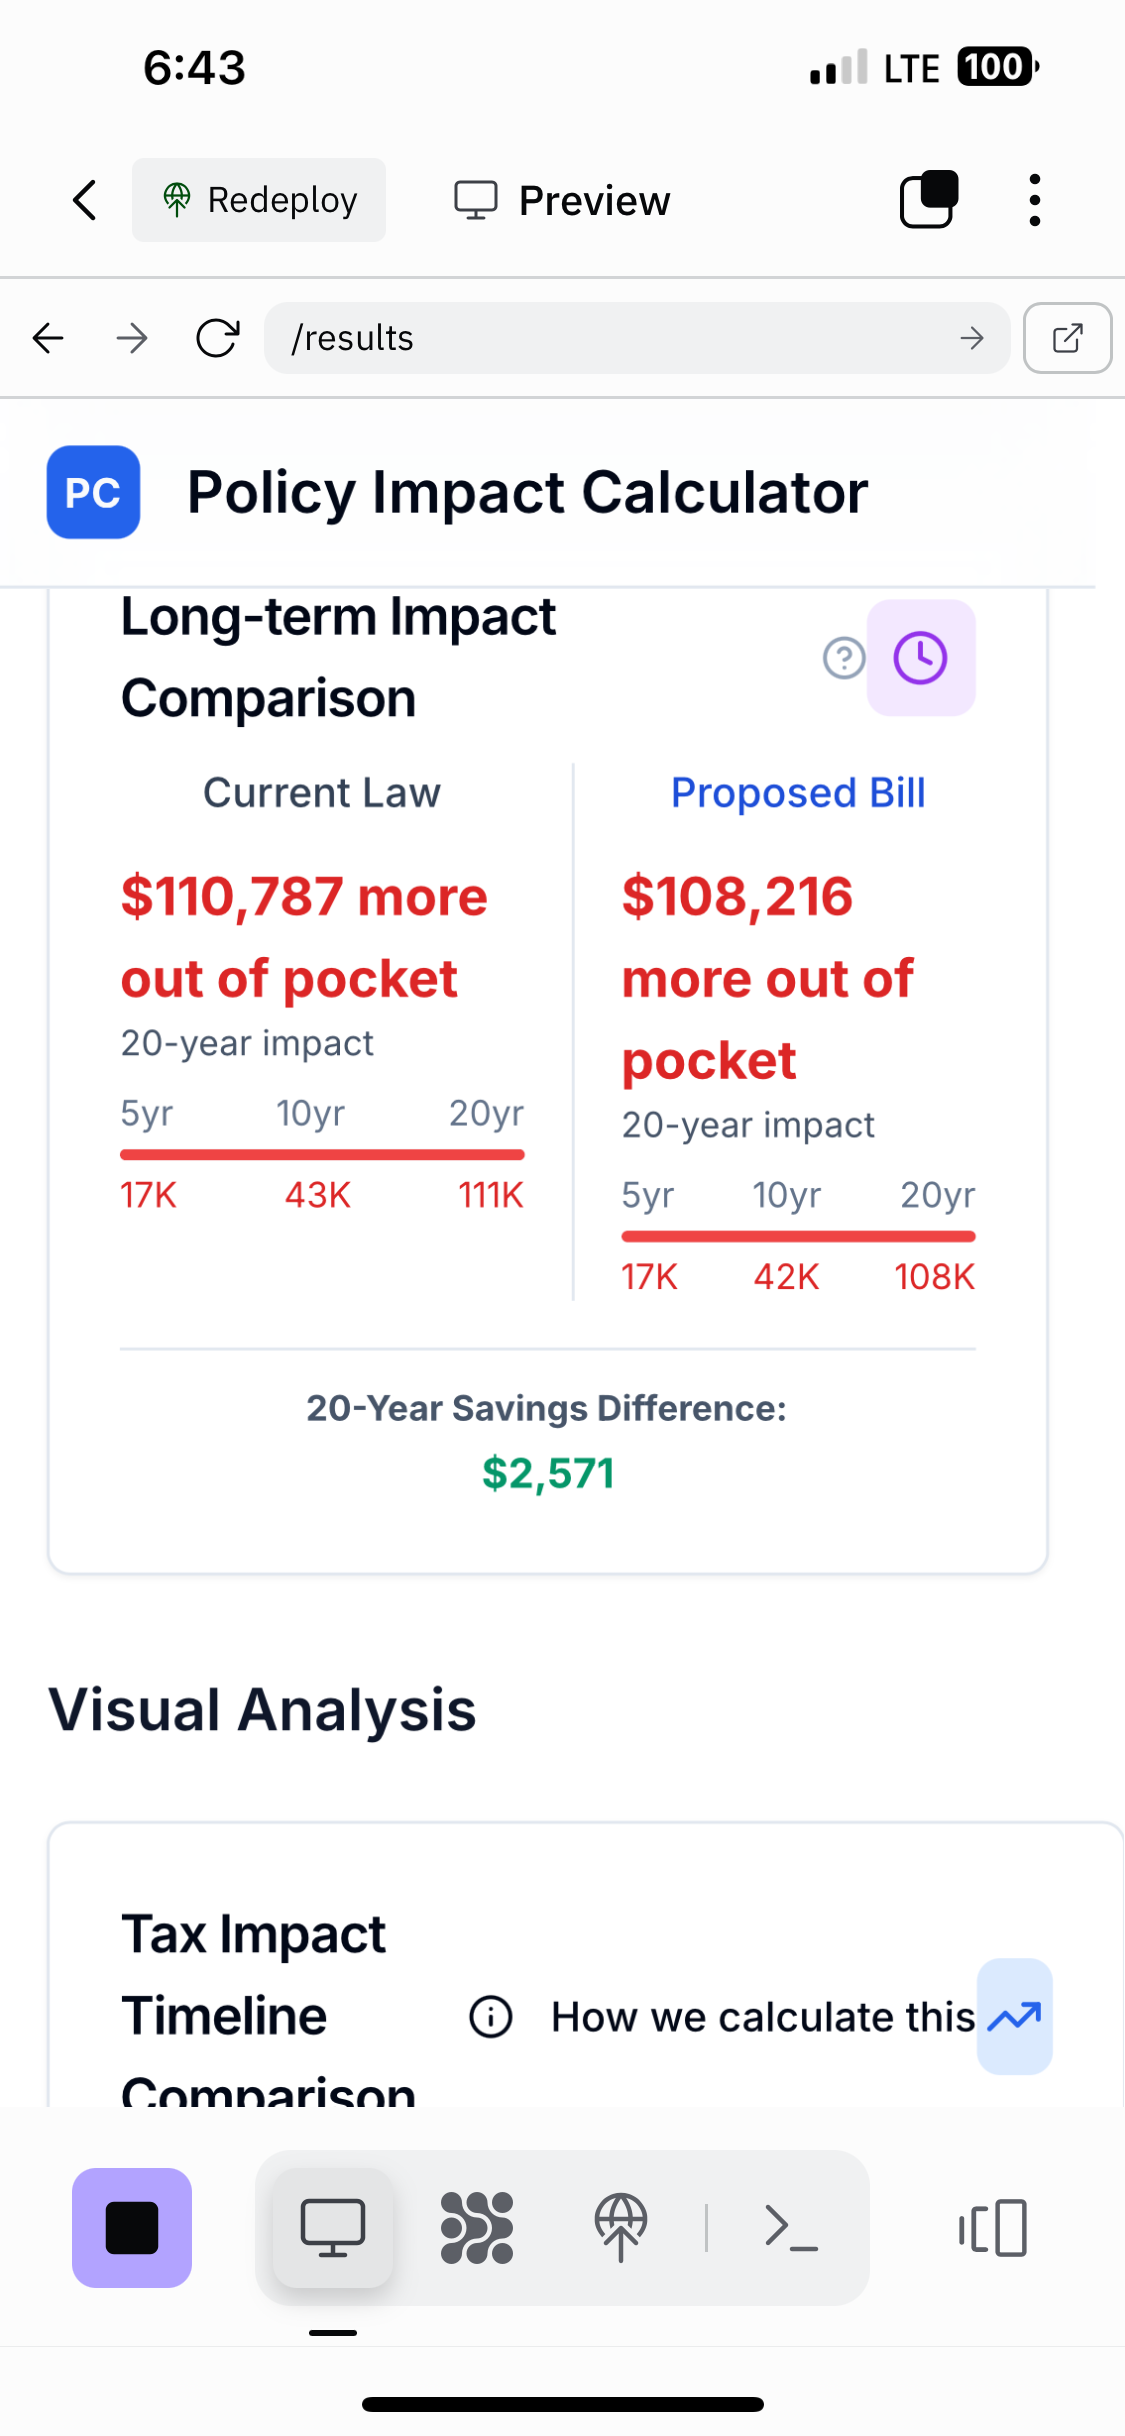 6:43
LTE
100
Redeploy
Preview
/results
PC
Policy Impact Calculator
Long-term Impact
Comparison
Current Law
$110,787 more
out of pocket
20-year impact
5yr 10yr 20yr
17K 43K 111K
Proposed Bill
$108,216
more out of
pocket
20-year impact
5yr 10yr 20yr
17K 42K 108K
20-Year Savings Difference:
$2,571
Visual Analysis
Tax Impact
Timeline
Comparison
How we calculate this